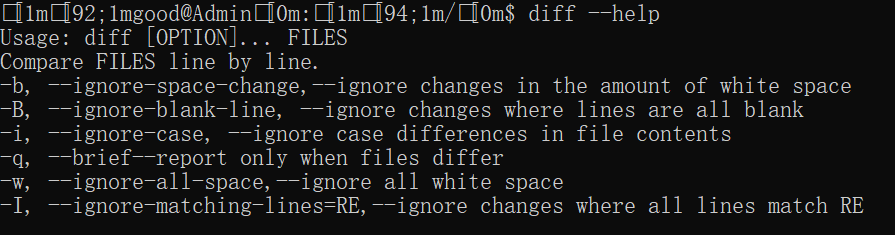 □[1m□[92;1mgood@Admin□[0m:□[1m□[94;1m/□[0m$ diff --help
Usage: diff [OPTION]... FILES
Compare FILES line by line.
-b, --ignore-space-change,--ignore changes in the amount of white space
-B, --ignore-blank-line, --ignore changes where lines are all blank
-i, --ignore-case, --ignore case differences in file contents
-q, --brief--report only when files differ
-w, --ignore-all-space,--ignore all white space
-I, --ignore-matching-lines=RE,--ignore changes where all lines match RE